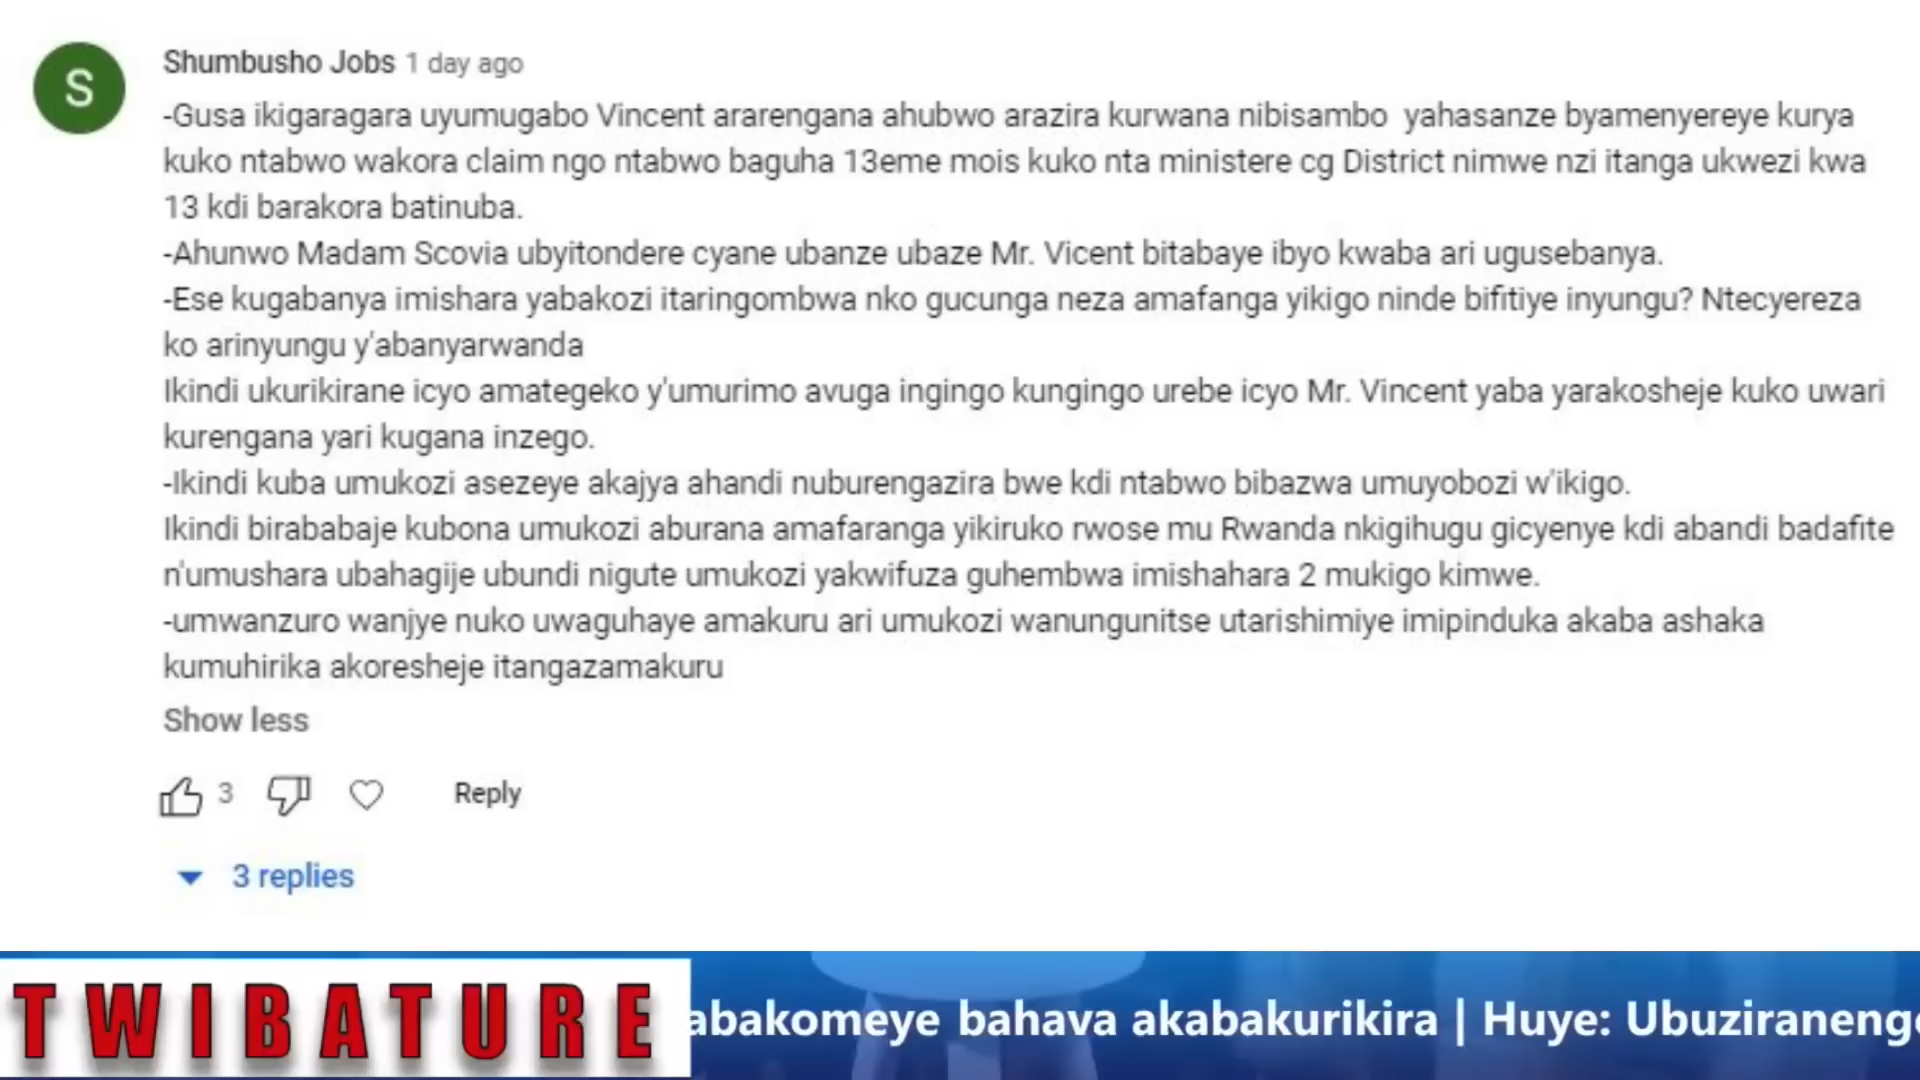 S
Shumbusho Jobs 1 day ago
-Gusa ikigaragara uyumugabo Vincent ararengana ahubwo arazira kurwana nibisambo yahasanze byamenyereye kurya
kuko ntabwo wakora claim ngo ntabwo baguha 13eme mois kuko nta ministere cg District nimwe nzi itanga ukwezi kwa
13 kdi barakora batinuba.
-Ahunwo Madam Scovia ubyitondere cyane ubanze ubaze Mr. Vicent bitabaye ibyo kwaba ari ugusebanya.
-Ese kugabanya imishara yabakozi itaringombwa nko gucunga neza amafanga yikigo ninde bifitiye inyungu? Ntecyereza
ko arinyungu y'abanyarwanda
Ikindi ukurikirane icyo amategeko y'umurimo avuga ingingo kungingo urebe icyo Mr. Vincent yaba yarakosheje kuko uwari
kurengana yari kugana inzego.
-Ikindi kuba umukozi asezeye akajya ahandi nuburengazira bwe kdi ntabwo bibazwa umuyobozi w'ikigo.
Ikindi birababaje kubona umukozi aburana amafaranga yikiruko rwose mu Rwanda nkigihugu gicyenye kdi abandi badafite
n'umushara ubahagije ubundi nigute umukozi yakwifuza guhembwa imishahara 2 mukigo kimwe.
-umwanzuro wanjye nuko uwaguhaye amakuru ari umukozi wanungunitse utarishimiye imipinduka akaba ashaka
kumuhirika akoresheje itangazamakuru
Show less
3 Reply
3 replies
TWIBATURE
abakomeye bahava akabakurikira | Huye: Ubuziranenge